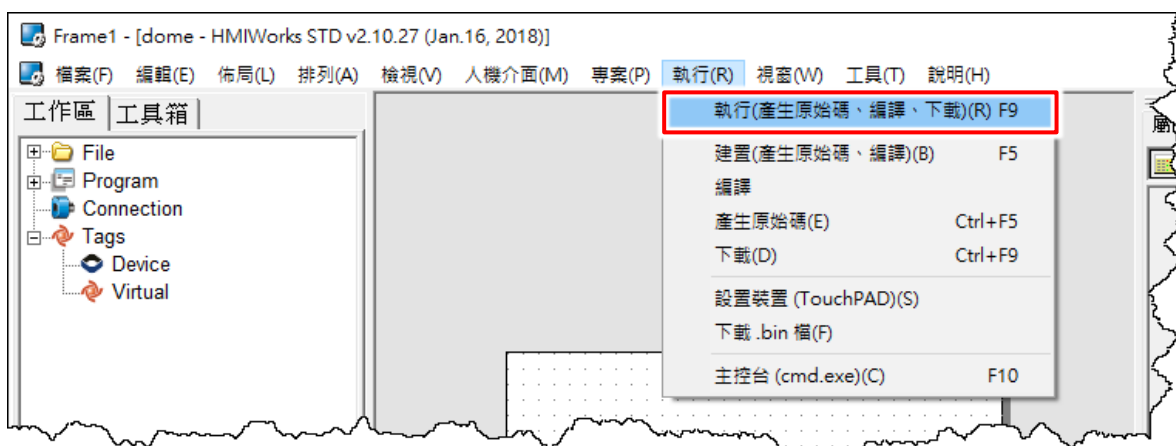 Frame1 - [dome - HMIWorks STD v2.10.27 (Jan.16, 2018)]
檔案(F) 編輯(E) 佈局(L) 排列(A) 檢視(V) 人機介面(M) 專案(P) 執行(R) 視窗(W) 工具(T) 說明(H)
工作區 工具箱
File
Program
Connection
Tags
Device
Virtual
執行(產生原始碼、編譯、下載)(R) F9
建置(產生原始碼、編譯)(B) F5
編譯
產生原始碼(E) Ctrl+F5
下載(D) Ctrl+F9
設置裝置 (TouchPAD)(S)
下載 .bin 檔(F)
主控台 (cmd.exe)(C) F10